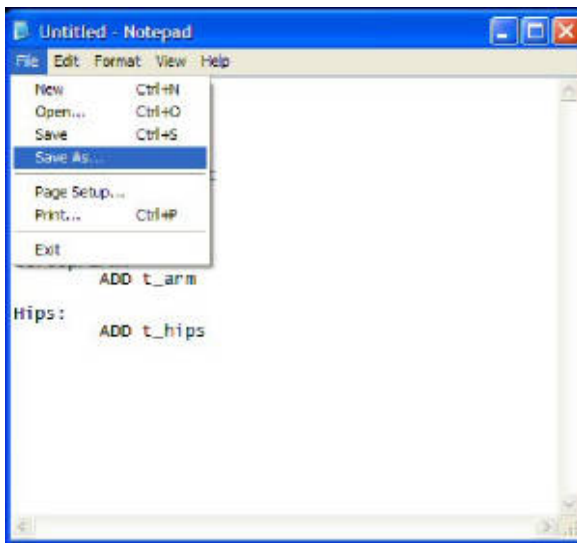 Untitled - Notepad
File Edit Format View Help
New Ctrl+N
Open... Ctrl+O
Save Ctrl+S
Save As...
Page Setup...
Print... Ctrl+P
Exit
ADD t_arm
Hips:
ADD t_hips